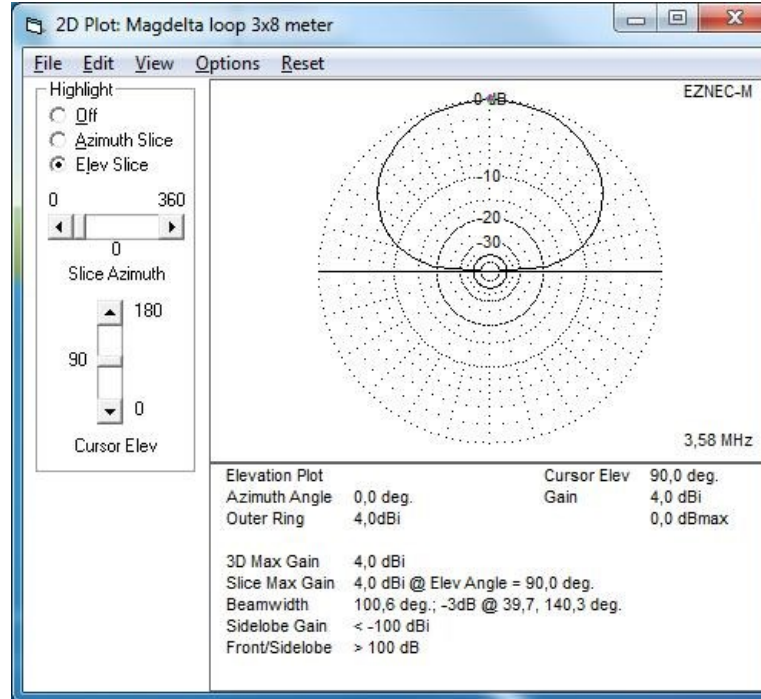 2D Plot: Magdelta loop 3x8 meter
File Edit View Options Reset
Highlight
Off
Azimuth Slice
Elev Slice
0 360
0
Slice Azimuth
180
90
0
Cursor Elev
EZNEC-M
0 dB
-10
-20
-30
3,58 MHz
Elevation Plot Cursor Elev 90,0 deg.
Azimuth Angle 0,0 deg. Gain 4,0 dBi
Outer Ring 4,0dBi 0,0 dBmax
3D Max Gain 4,0 dBi
Slice Max Gain 4,0 dBi @ Elev Angle = 90,0 deg.
Beamwidth 100,6 deg.; -3dB @ 39,7, 140,3 deg.
Sidelobe Gain < -100 dBi
Front/Sidelobe > 100 dB